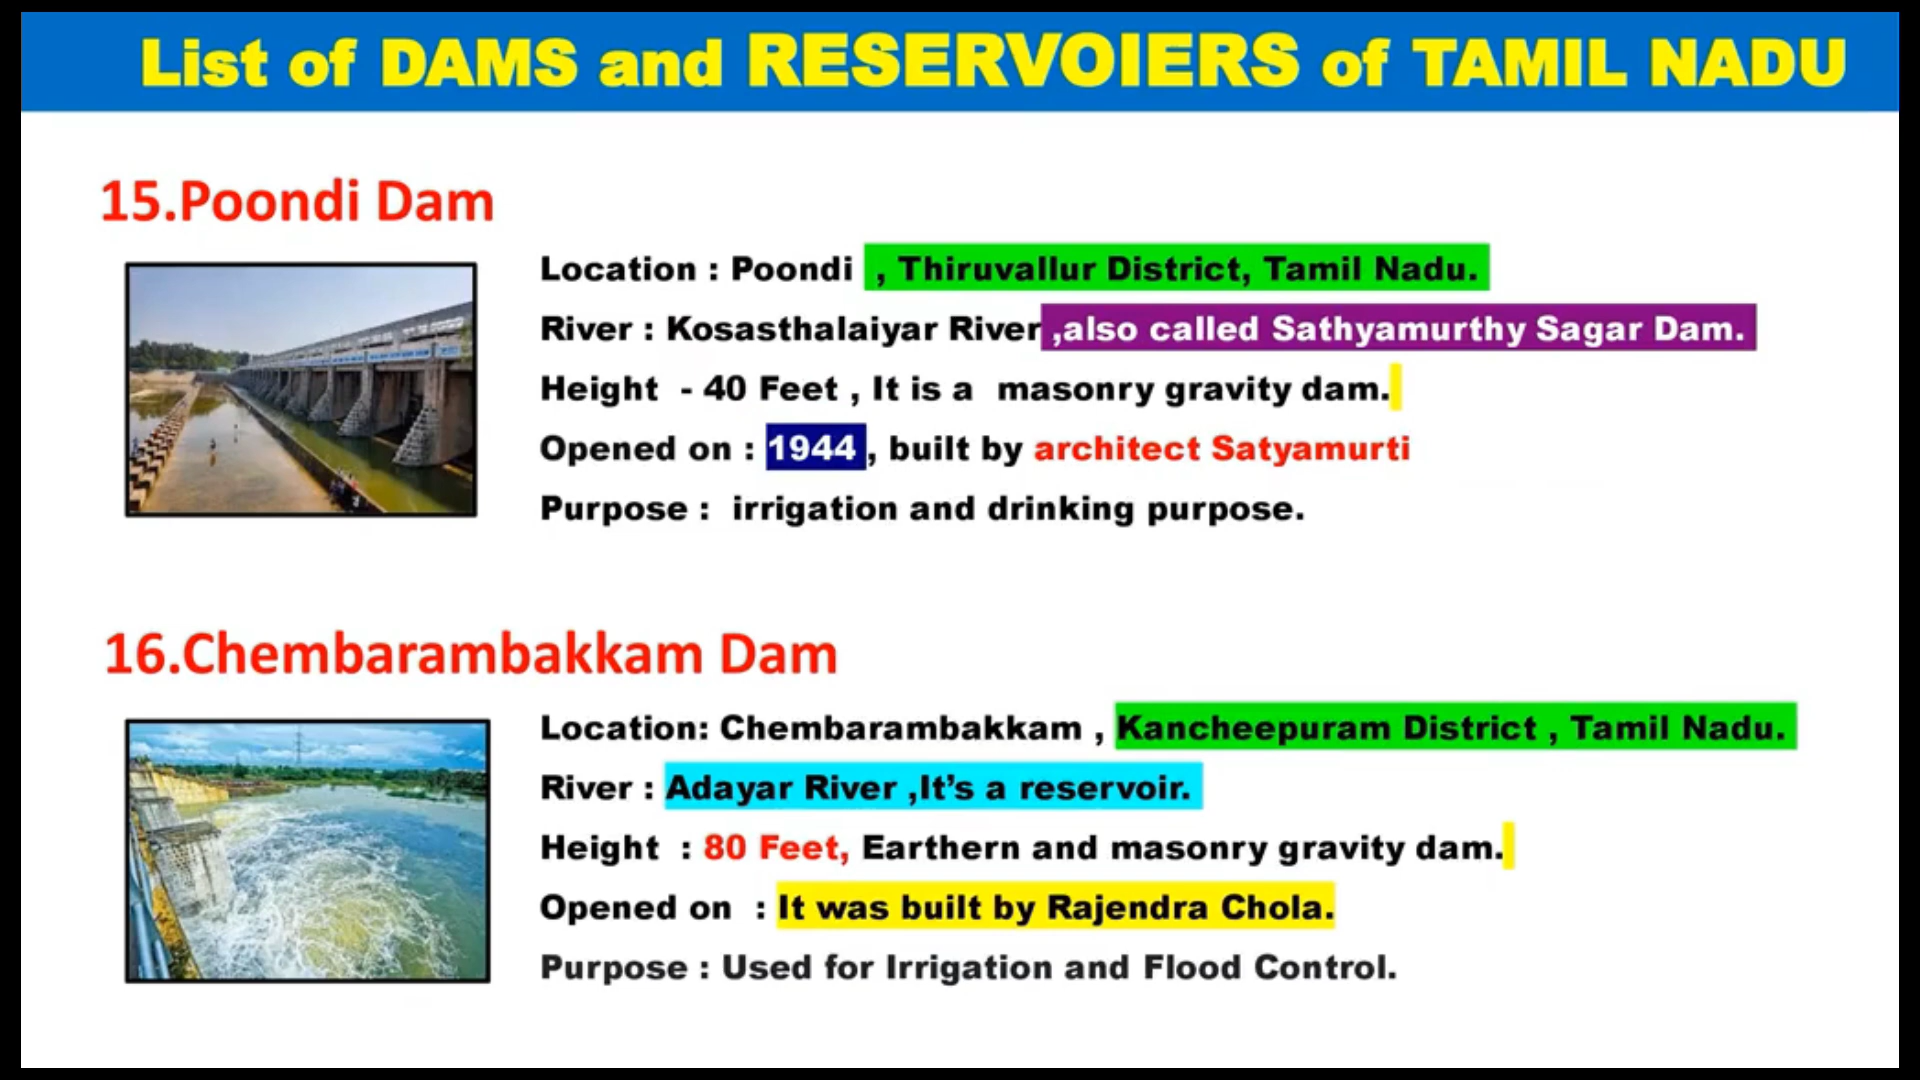 List of DAMS and RESERVOIERS of TAMIL NADU
15.Poondi Dam
Location : Poondi , Thiruvallur District, Tamil Nadu.
River : Kosasthalaiyar River ,also called Sathyamurthy Sagar Dam.
Height - 40 Feet , It is a masonry gravity dam.
Opened on : 1944 , built by architect Satyamurti
Purpose : irrigation and drinking purpose.
16.Chembarambakkam Dam
Location: Chembarambakkam , Kancheepuram District , Tamil Nadu.
River : Adayar River ,It's a reservoir.
Height : 80 Feet, Earthern and masonry gravity dam.
Opened on : It was built by Rajendra Chola.
Purpose : Used for Irrigation and Flood Control.